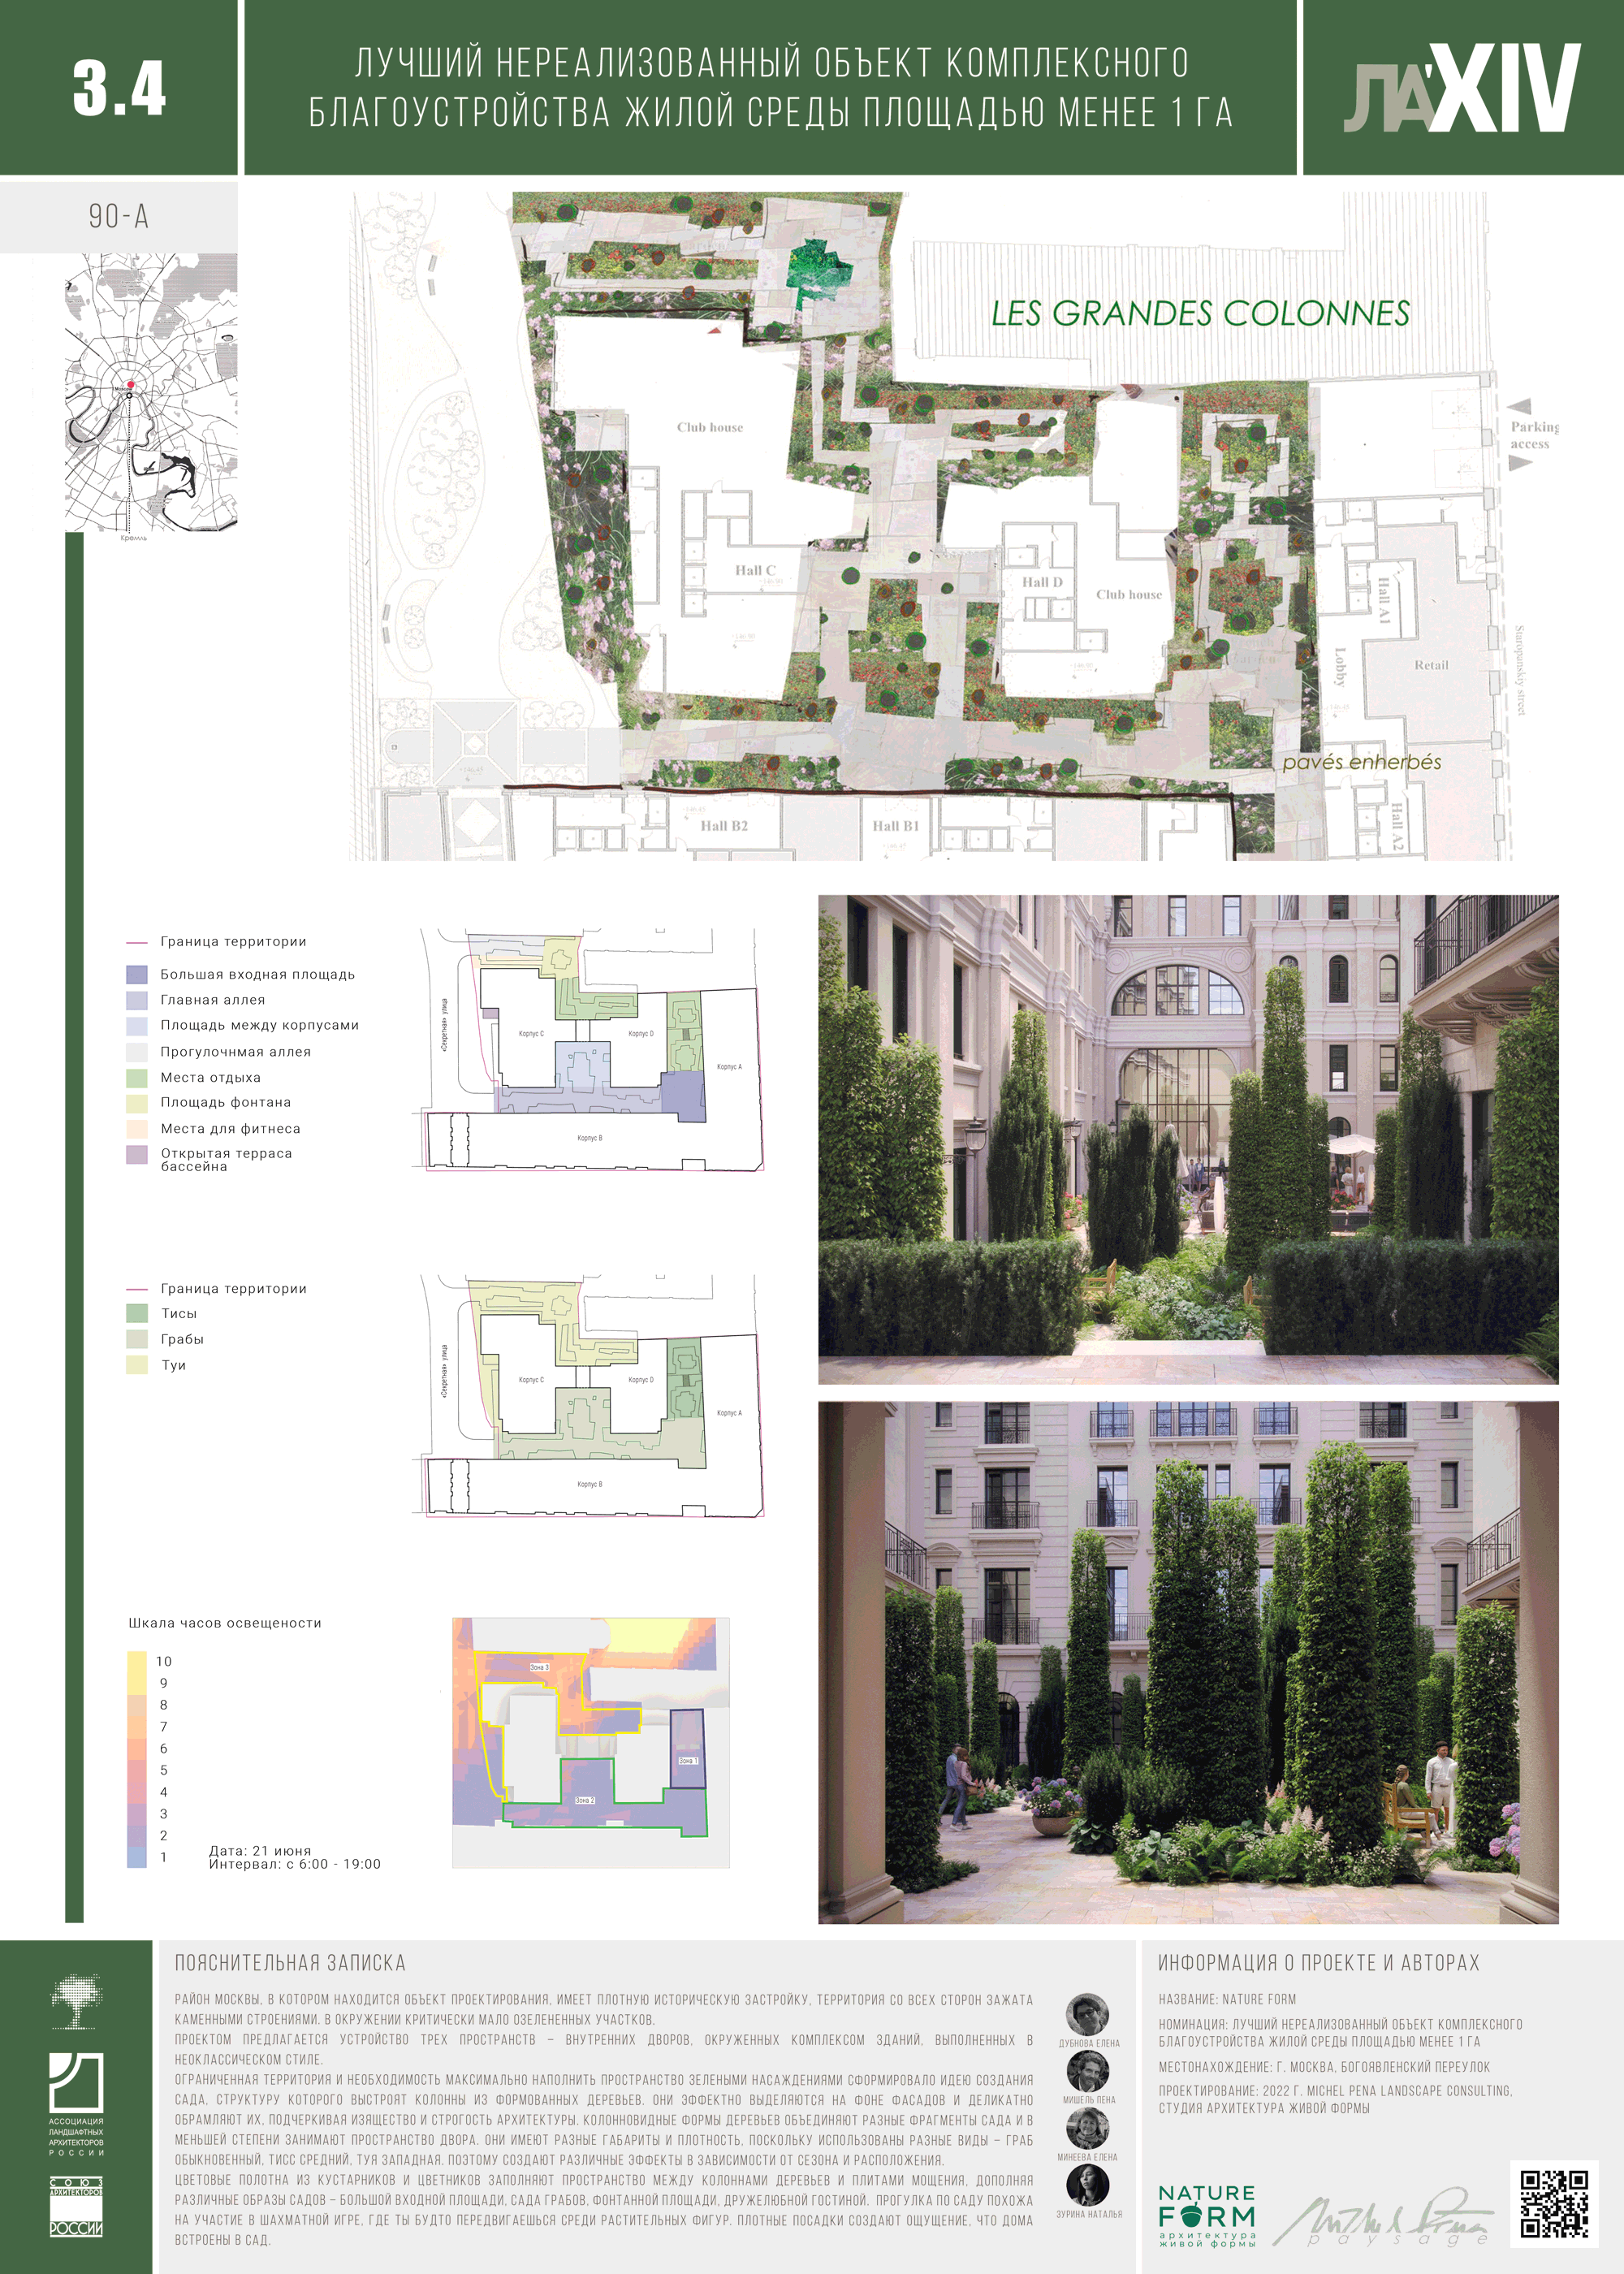 3.4
ЛУЧШИЙ НЕРЕАЛИЗОВАННЫЙ ОБЪЕКТ КОМПЛЕКСНОГО
БЛАГОУСТРОЙСТВА ЖИЛОЙ СРЕДЫ ПЛОЩАДЬЮ МЕНЕЕ 1 ГА
ЛА'XIV
90-А
Moscow
Кремль
LES GRANDES COLONNES
Club house
Parking
access
Hall C
Hall D
Club house
Hall A1
Lobby
Retail
Staropanskiy street
pavés enherbés
Hall B2
Hall B1
Hall A2
Граница территории
Большая входная площадь
Главная аллея
Площадь между корпусами
Прогулочнмая аллея
Места отдыха
Площадь фонтана
Места для фитнеса
Открытая терраса
бассейна
«Секретная» улица
Корпус С
Корпус D
Корпус А
Корпус В
Граница территории
Тисы
Грабы
Туи
«Секретная» улица
Корпус С
Корпус D
Корпус А
Корпус В
Шкала часов освещености
10
9
8
7
6
5
4
3
2
1
Дата: 21 июня
Интервал: с 6:00 - 19:00
Зона 3
Зона 1
Зона 2
АССОЦИАЦИЯ
ЛАНДШАФТНЫХ
АРХИТЕКТОРОВ
РОССИИ
СОЮЗ
АРХИТЕКТОРОВ
РОССИИ
ПОЯСНИТЕЛЬНАЯ ЗАПИСКА
РАЙОН МОСКВЫ, В КОТОРОМ НАХОДИТСЯ ОБЪЕКТ ПРОЕКТИРОВАНИЯ, ИМЕЕТ ПЛОТНУЮ ИСТОРИЧЕСКУЮ ЗАСТРОЙКУ, ТЕРРИТОРИЯ СО ВСЕХ СТОРОН ЗАЖАТА
КАМЕННЫМИ СТРОЕНИЯМИ. В ОКРУЖЕНИИ КРИТИЧЕСКИ МАЛО ОЗЕЛЕНЕННЫХ УЧАСТКОВ.
ПРОЕКТОМ ПРЕДЛАГАЕТСЯ УСТРОЙСТВО ТРЕХ ПРОСТРАНСТВ – ВНУТРЕННИХ ДВОРОВ, ОКРУЖЕННЫХ КОМПЛЕКСОМ ЗДАНИЙ, ВЫПОЛНЕННЫХ В
НЕОКЛАССИЧЕСКОМ СТИЛЕ.
ОГРАНИЧЕННАЯ ТЕРРИТОРИЯ И НЕОБХОДИМОСТЬ МАКСИМАЛЬНО НАПОЛНИТЬ ПРОСТРАНСТВО ЗЕЛЕНЫМИ НАСАЖДЕНИЯМИ СФОРМИРОВАЛО ИДЕЮ СОЗДАНИЯ
САДА, СТРУКТУРУ КОТОРОГО ВЫСТРОЯТ КОЛОННЫ ИЗ ФОРМОВАННЫХ ДЕРЕВЬЕВ. ОНИ ЭФФЕКТНО ВЫДЕЛЯЮТСЯ НА ФОНЕ ФАСАДОВ И ДЕЛИКАТНО
ОБРАМЛЯЮТ ИХ, ПОДЧЕРКИВАЯ ИЗЯЩЕСТВО И СТРОГОСТЬ АРХИТЕКТУРЫ. КОЛОННОВИДНЫЕ ФОРМЫ ДЕРЕВЬЕВ ОБЪЕДИНЯЮТ РАЗНЫЕ ФРАГМЕНТЫ САДА И В
МЕНЬШЕЙ СТЕПЕНИ ЗАНИМАЮТ ПРОСТРАНСТВО ДВОРА. ОНИ ИМЕЮТ РАЗНЫЕ ГАБАРИТЫ И ПЛОТНОСТЬ, ПОСКОЛЬКУ ИСПОЛЬЗОВАНЫ РАЗНЫЕ ВИДЫ – ГРАБ
ОБЫКНОВЕННЫЙ, ТИСС СРЕДНИЙ, ТУЯ ЗАПАДНАЯ. ПОЭТОМУ СОЗДАЮТ РАЗЛИЧНЫЕ ЭФФЕКТЫ В ЗАВИСИМОСТИ ОТ СЕЗОНА И РАСПОЛОЖЕНИЯ.
ЦВЕТОВЫЕ ПОЛОТНА ИЗ КУСТАРНИКОВ И ЦВЕТНИКОВ ЗАПОЛНЯЮТ ПРОСТРАНСТВО МЕЖДУ КОЛОННАМИ ДЕРЕВЬЕВ И ПЛИТАМИ МОЩЕНИЯ, ДОПОЛНЯЯ
РАЗЛИЧНЫЕ ОБРАЗЫ САДОВ – БОЛЬШОЙ ВХОДНОЙ ПЛОЩАДИ, САДА ГРАБОВ, ФОНТАННОЙ ПЛОЩАДИ, ДРУЖЕЛЮБНОЙ ГОСТИНОЙ. ПРОГУЛКА ПО САДУ ПОХОЖА
НА УЧАСТИЕ В ШАХМАТНОЙ ИГРЕ, ГДЕ ТЫ БУДТО ПЕРЕДВИГАЕШЬСЯ СРЕДИ РАСТИТЕЛЬНЫХ ФИГУР. ПЛОТНЫЕ ПОСАДКИ СОЗДАЮТ ОЩУЩЕНИЕ, ЧТО ДОМА
ВСТРОЕНЫ В САД.
ДУБНОВА ЕЛЕНА
МИШЕЛЬ ПЕНА
МИНЕЕВА ЕЛЕНА
ЗУРИНА НАТАЛЬЯ
ИНФОРМАЦИЯ О ПРОЕКТЕ И АВТОРАХ
НАЗВАНИЕ: NATURE FORM
НОМИНАЦИЯ: ЛУЧШИЙ НЕРЕАЛИЗОВАННЫЙ ОБЪЕКТ КОМПЛЕКСНОГО
БЛАГОУСТРОЙСТВА ЖИЛОЙ СРЕДЫ ПЛОЩАДЬЮ МЕНЕЕ 1 ГА
МЕСТОНАХОЖДЕНИЕ: Г. МОСКВА, БОГОЯВЛЕНСКИЙ ПЕРЕУЛОК
ПРОЕКТИРОВАНИЕ: 2022 Г. MICHEL PENA LANDSCAPE CONSULTING,
СТУДИЯ АРХИТЕКТУРА ЖИВОЙ ФОРМЫ
NATURE
FORM
архитектура
живой формы
paysage